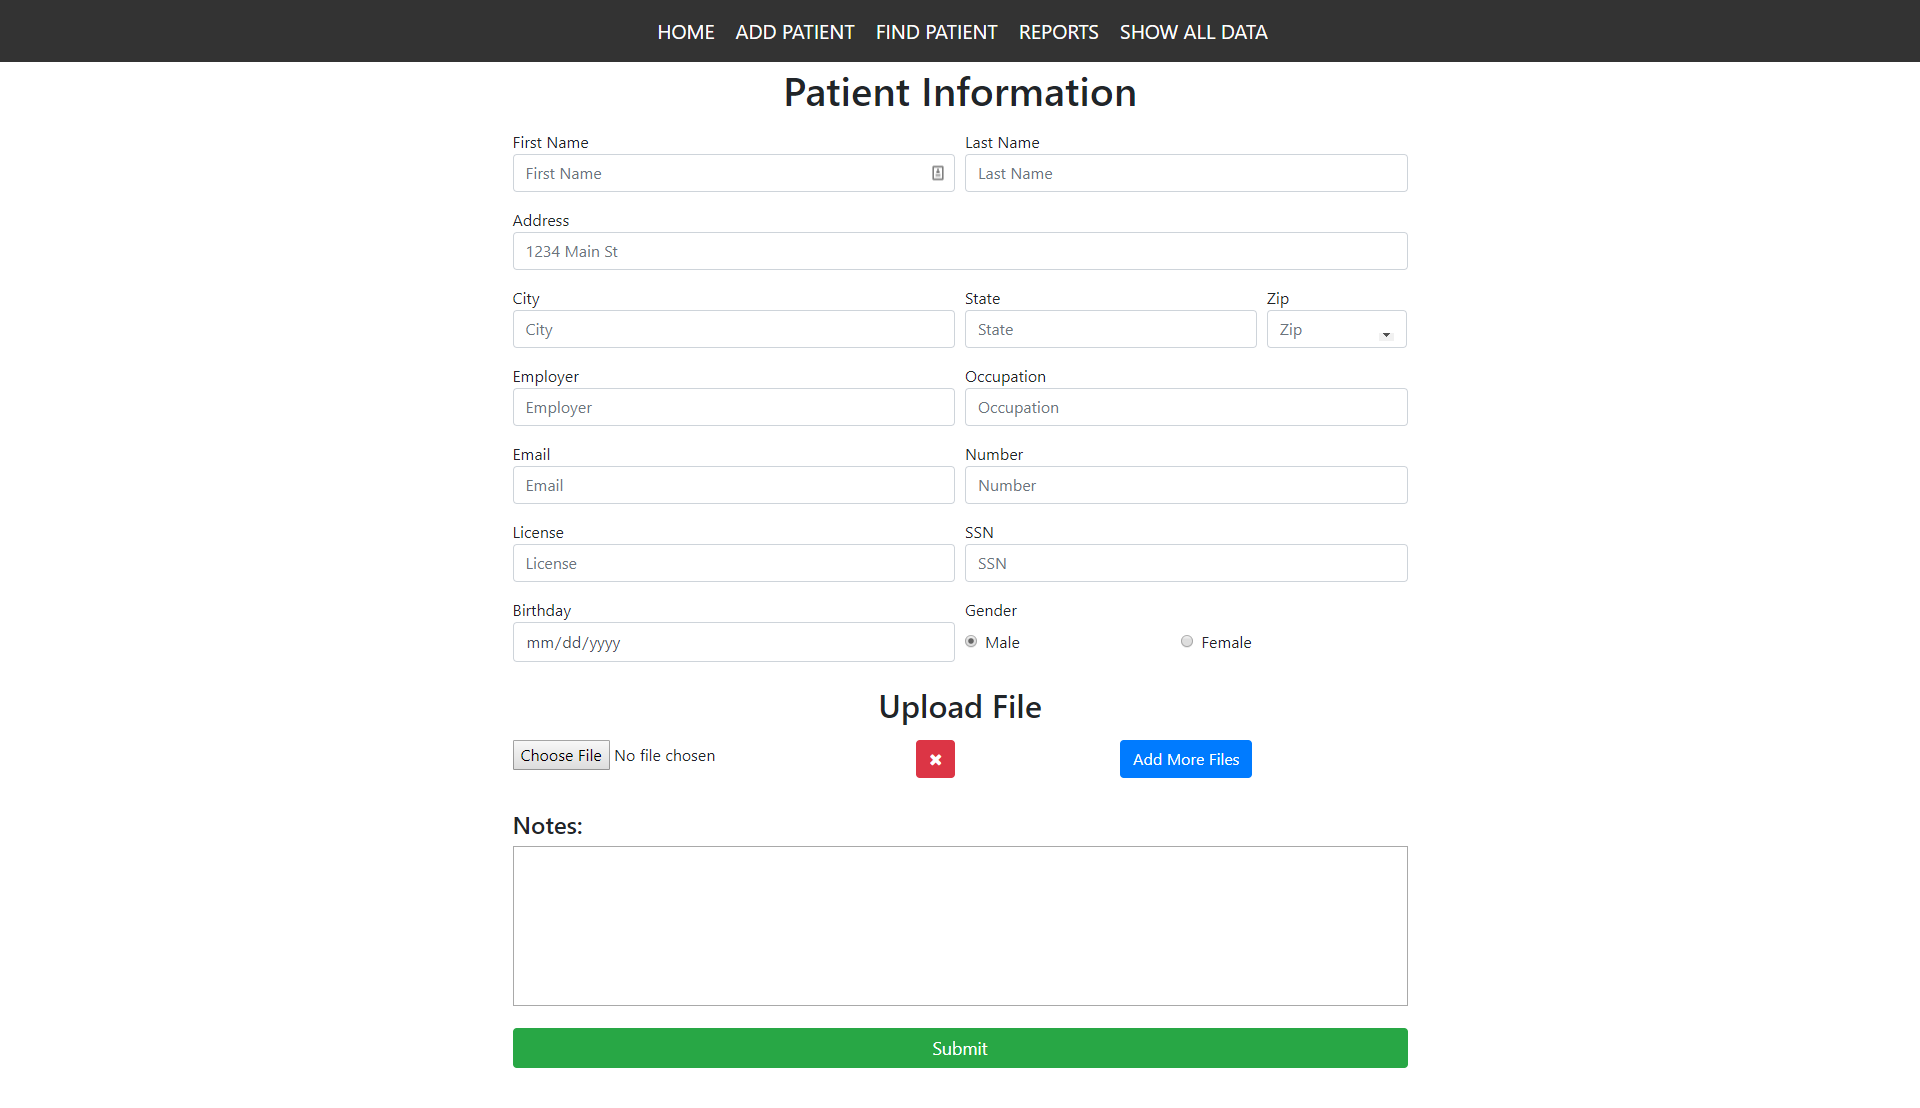 HOME ADD PATIENT FIND PATIENT REPORTS SHOW ALL DATA
Patient Information
First Name Last Name
First Name Last Name
Address
1234 Main St
City State Zip
City State Zip
Employer Occupation
Employer Occupation
Email Number
Email Number
License SSN
License SSN
Birthday Gender
mm/dd/yyyy Male Female
Upload File
Choose File No file chosen Add More Files
Notes:
Submit